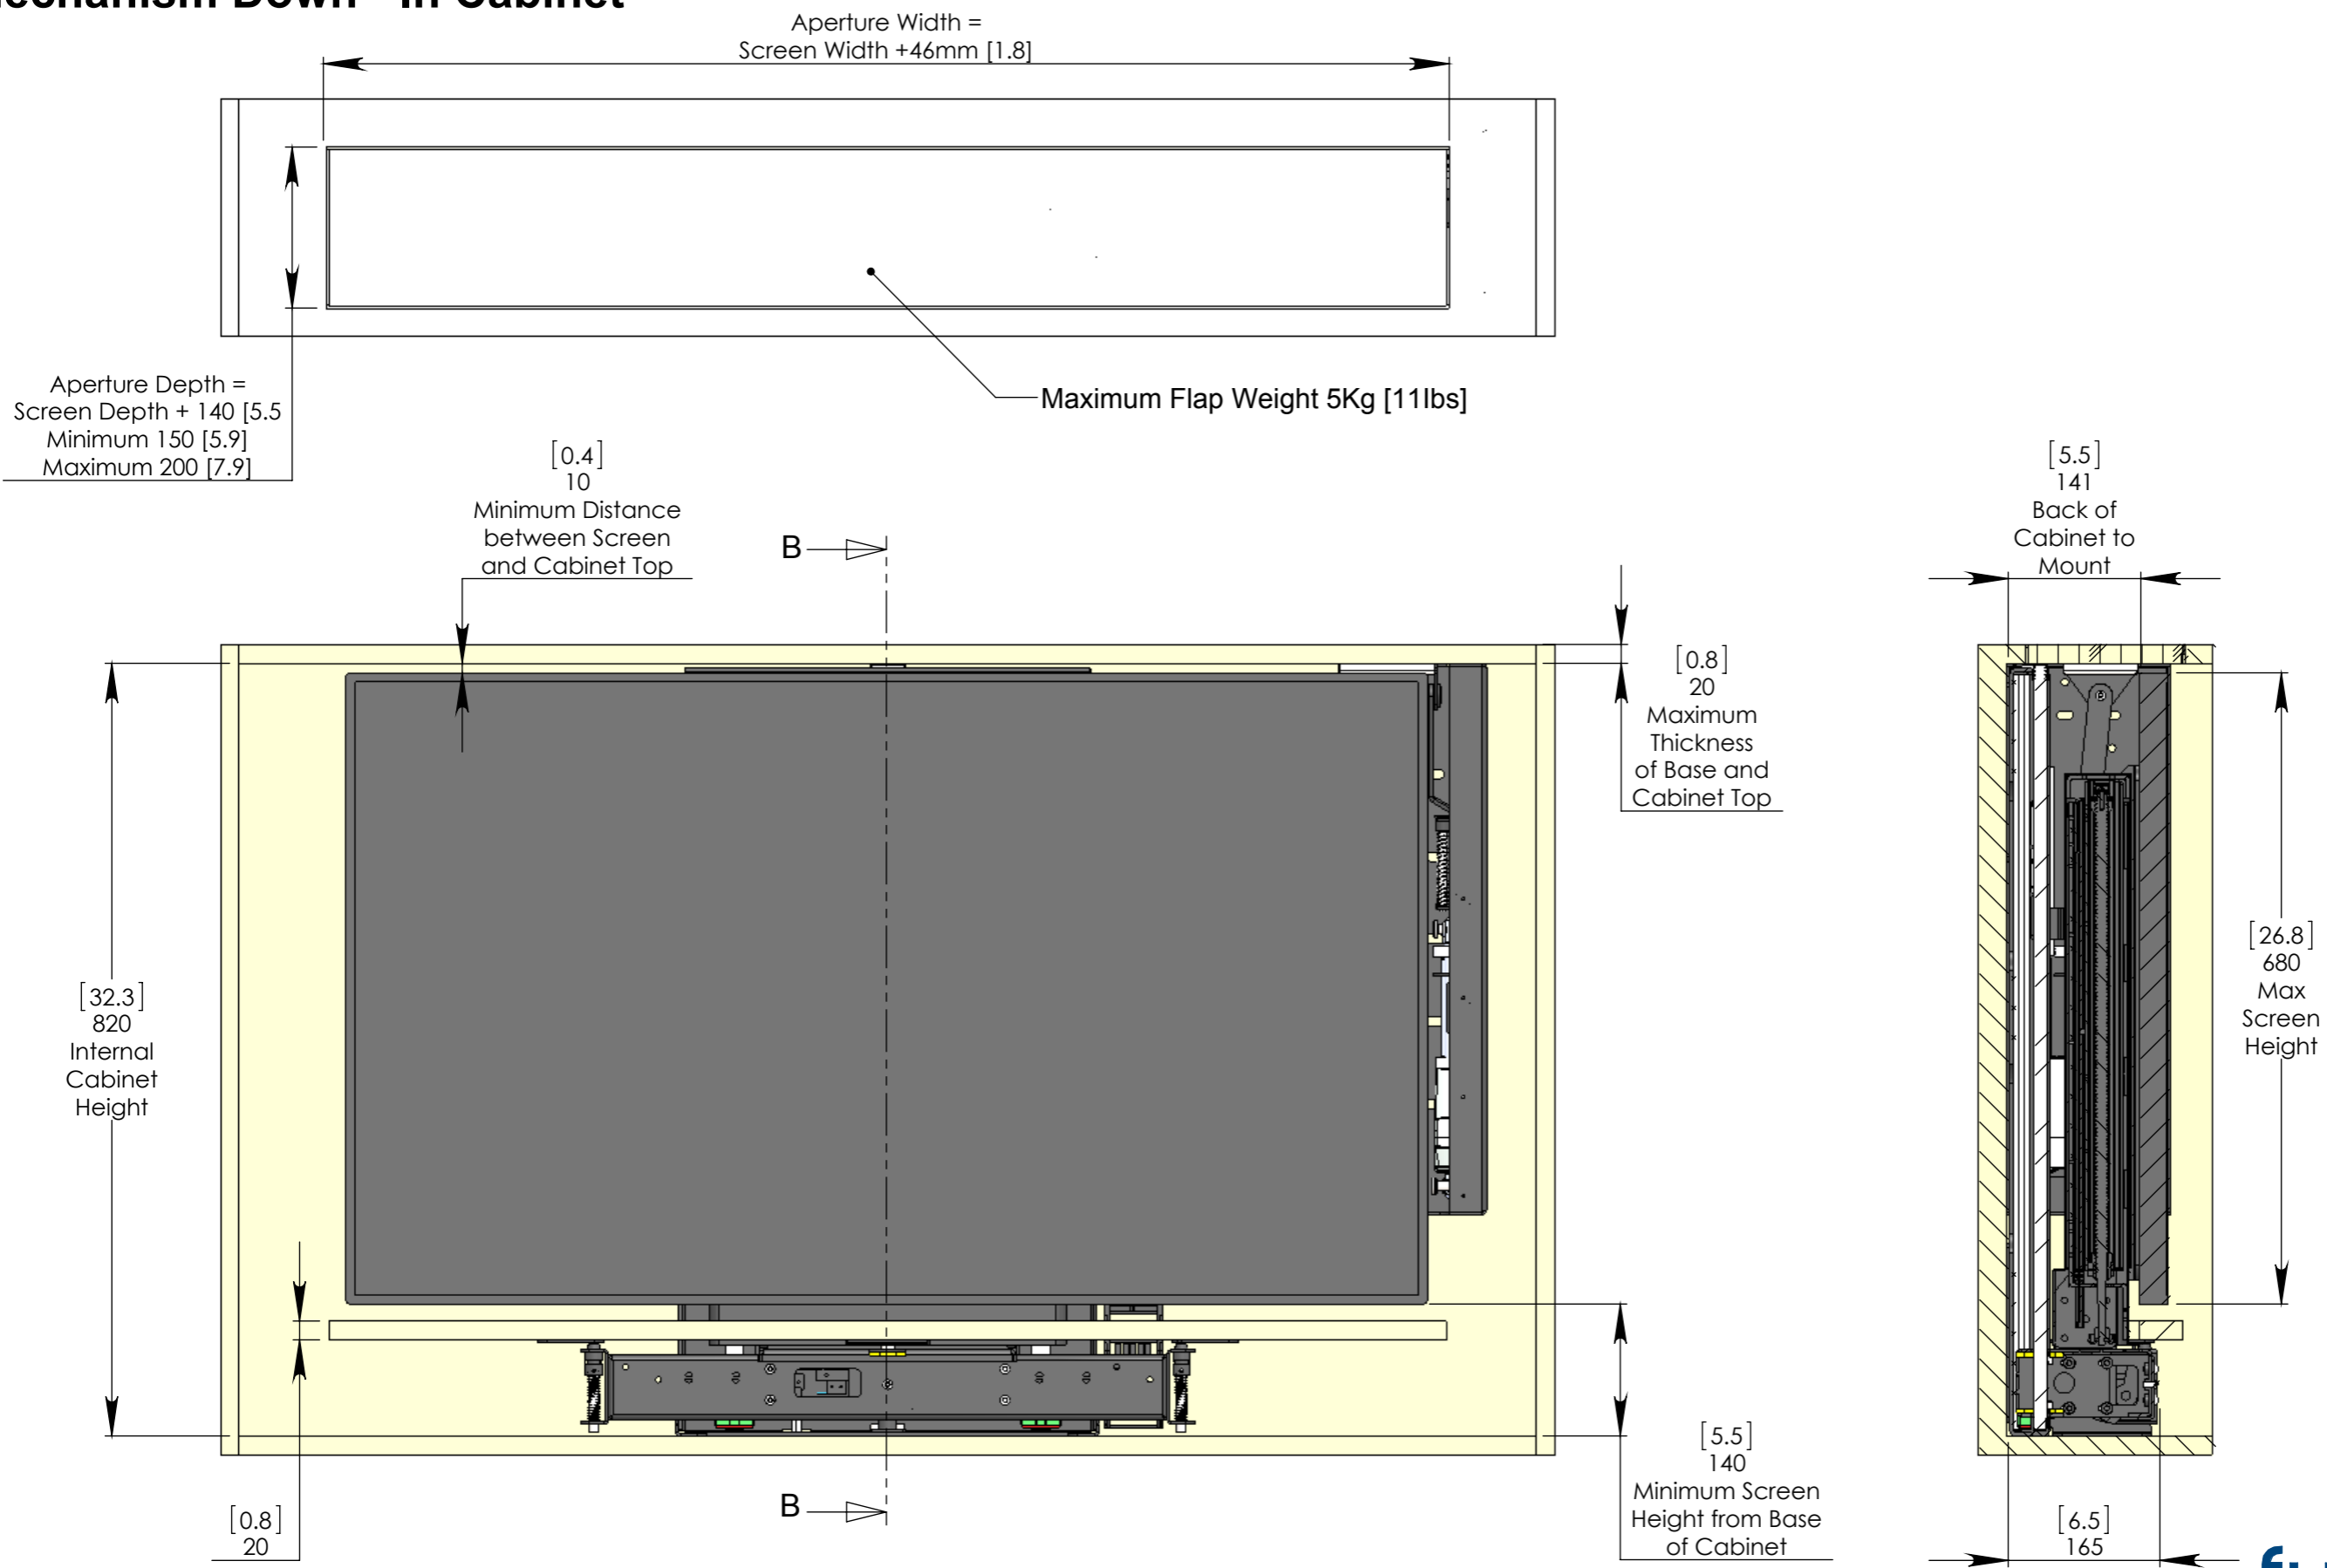 Mechanism Down - In Cabinet
Aperture Width =
Screen Width +46mm [1.8]
Aperture Depth =
Screen Depth + 140 [5.5
Minimum 150 [5.9]
Maximum 200 [7.9]
Maximum Flap Weight 5Kg [11lbs]
[0.4]
10
Minimum Distance
between Screen
and Cabinet Top
B
[5.5]
141
Back of
Cabinet to
Mount
[0.8]
20
Maximum
Thickness
of Base and
Cabinet Top
[32.3]
820
Internal
Cabinet
Height
[26.8]
680
Max
Screen
Height
[5.5]
140
Minimum Screen
Height from Base
of Cabinet
B
[0.8]
20
[6.5]
165